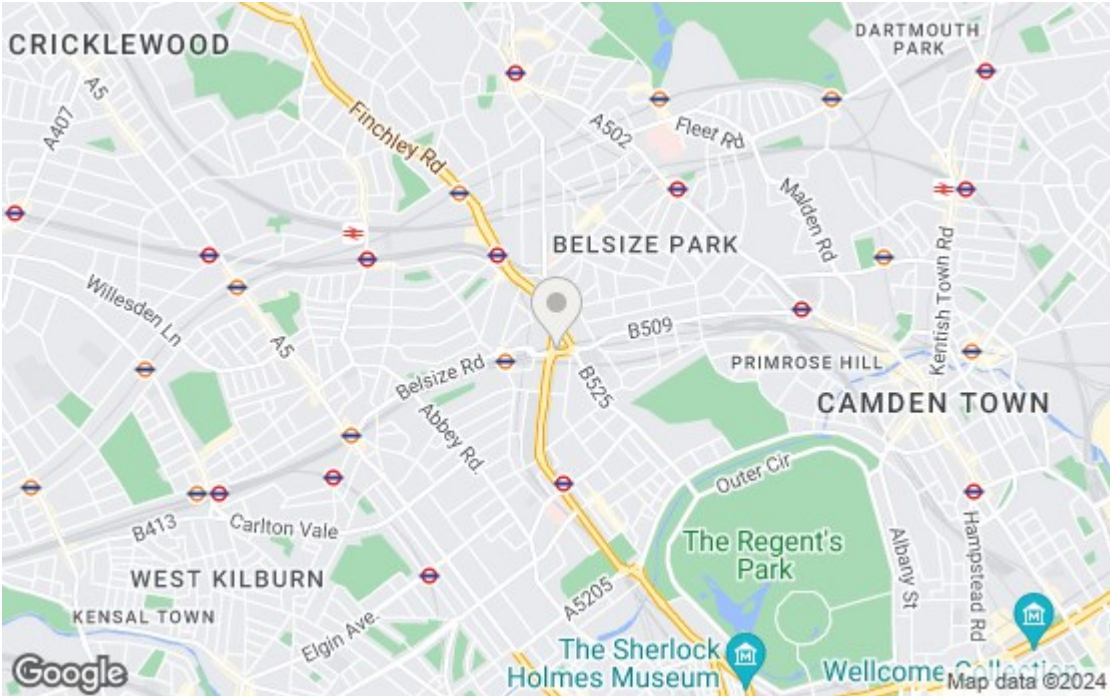 CRICKLEWOOD
DARTMOUTH
PARK
A5
A407
Finchley Rd
A502
Fleet Rd
Malden Rd
BELSIZE PARK
Kentish Town Rd
Willesden Ln
A5
B509
PRIMROSE HILL
Belsize Rd
B525
CAMDEN TOWN
Abbey Rd.
Outer Cir
B413
Carlton Vale
The Regent's
Park
Albany St
Hampstead Rd
WEST KILBURN
A5205
KENSAL TOWN
Elgin Ave.
The Sherlock
Holmes Museum
Wellcome Collection
Google
Map data ©2024